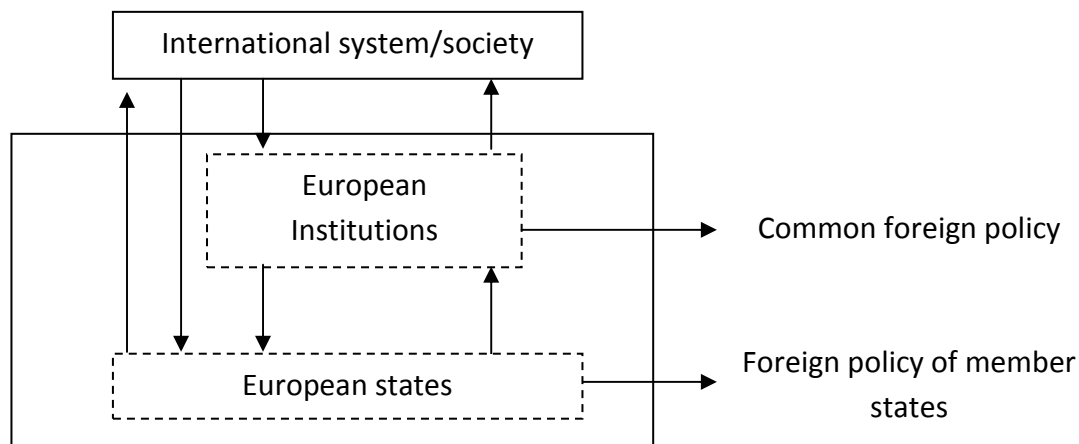 International system/society
European
Institutions
Common foreign policy
European states
Foreign policy of member
states